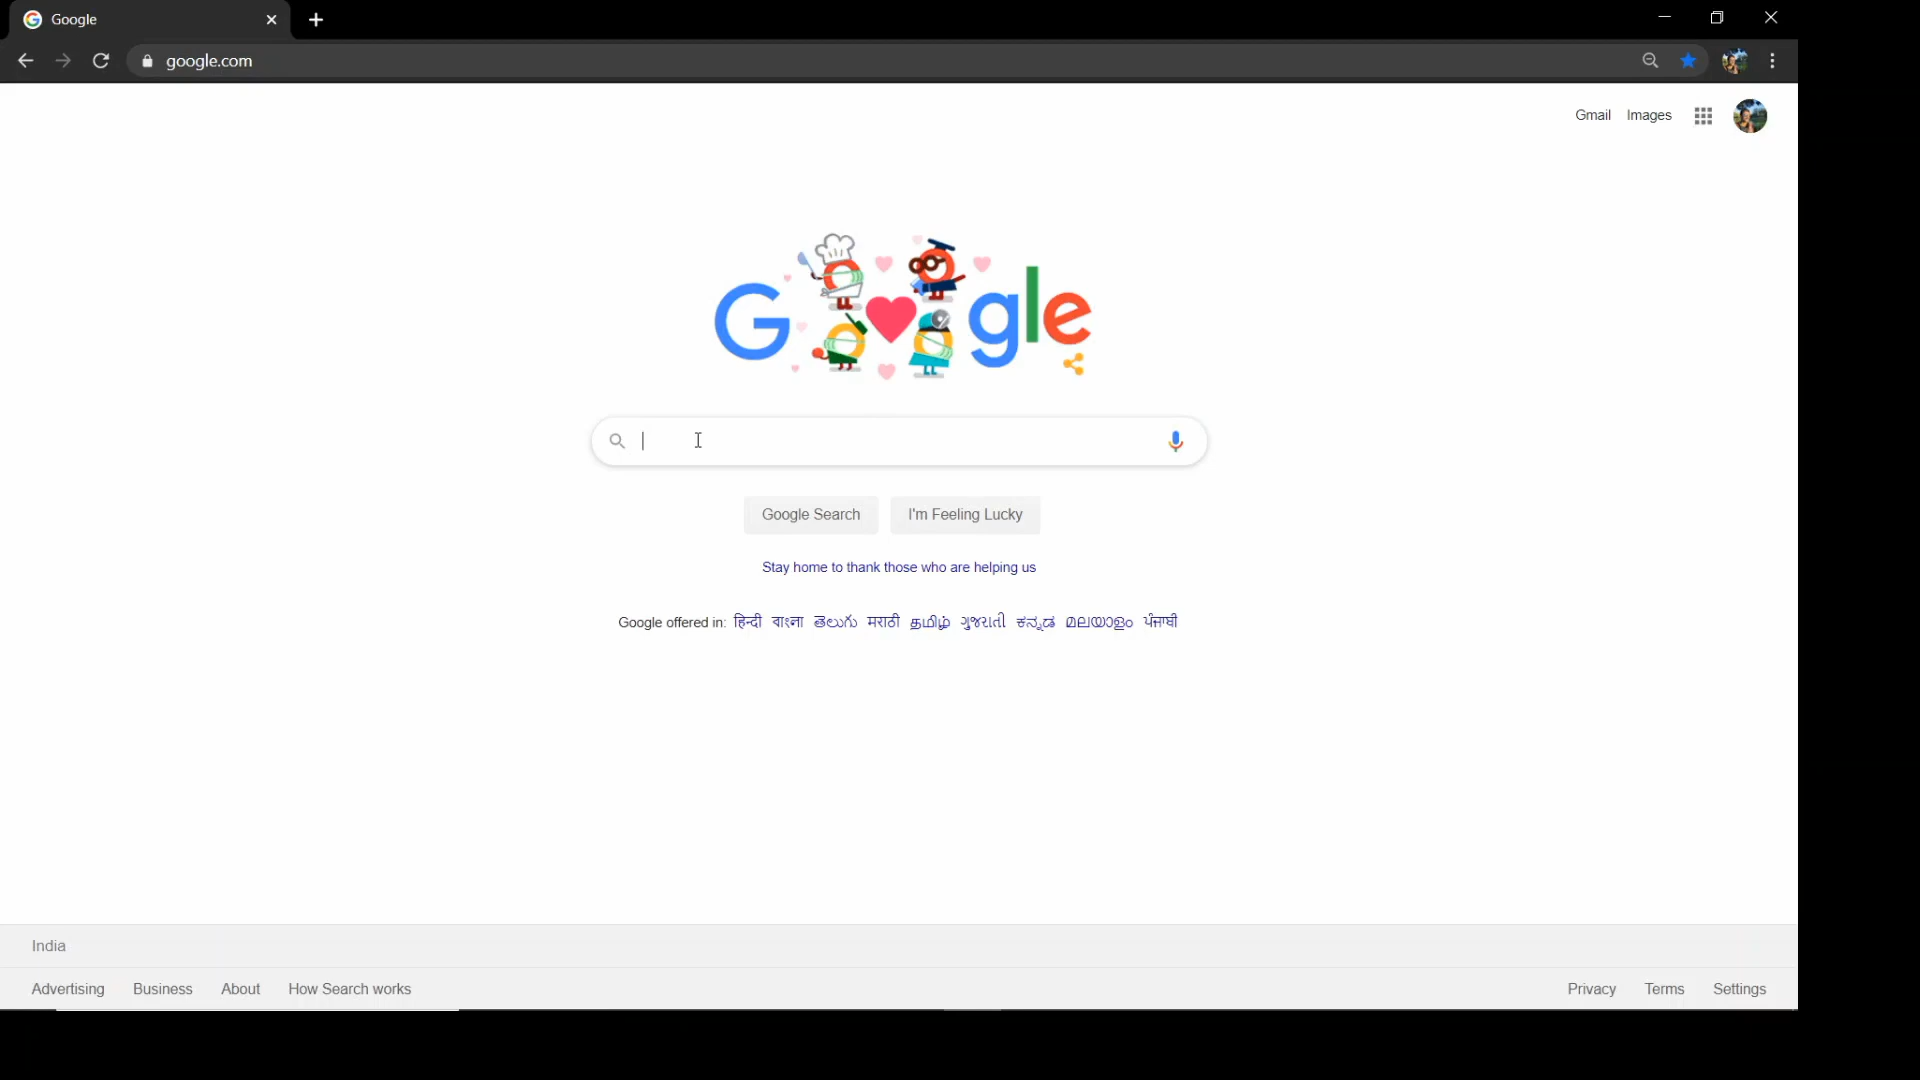 Google
google.com
Gmail Images
Google
Google Search I'm Feeling Lucky
Stay home to thank those who are helping us
Google offered in: हिन्दी বাংলা తెలుగు मराठी தமிழ் ગુજરાતી ಕನ್ನಡ മലയാളം ਪੰਜਾਬੀ
India
Advertising Business About How Search works Privacy Terms Settings